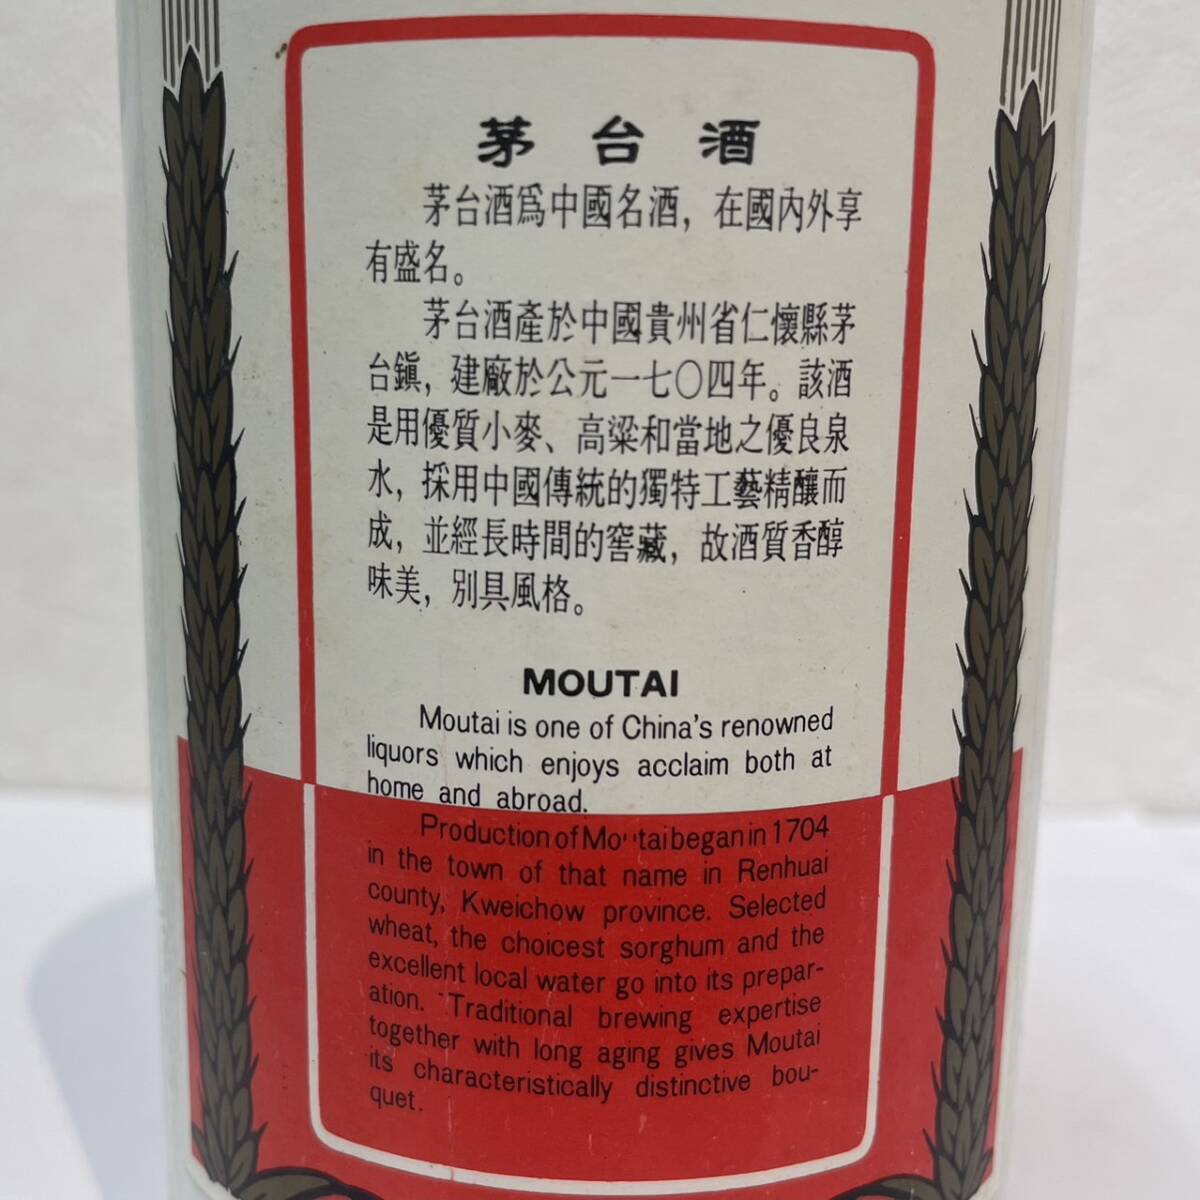 茅台酒
茅台酒爲中國名酒，在國內外享
有盛名。
茅台酒產於中國貴州省仁懷縣茅
台鎮，建廠於公元一七〇四年。該酒
是用優質小麥、高粱和當地之優良泉
水，採用中國傳統的獨特工藝精釀而
成，並經長時間的窖藏，故酒質香醇
味美，別具風格。
MOUTAI
Moutai is one of China's renowned
liquors which enjoys acclaim both at
home and abroad.
Production of Moutai began in 1704
in the town of that name in Renhuai
county, Kweichow province. Selected
wheat, the choicest sorghum and the
excellent local water go into its prepar-
ation. Traditional brewing expertise
together with long aging gives Moutai
its characteristically distinctive bou-
quet.